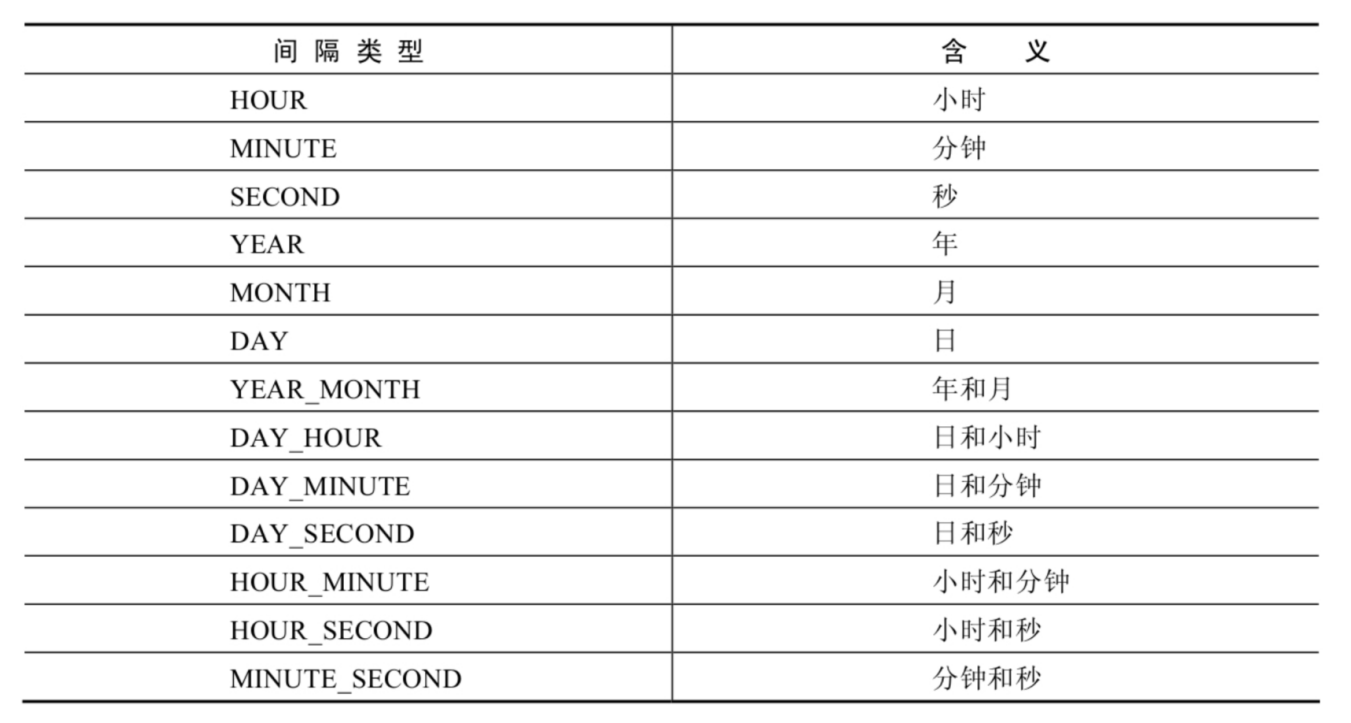 间隔类型 含义
HOUR 小时
MINUTE 分钟
SECOND 秒
YEAR 年
MONTH 月
DAY 日
YEAR_MONTH 年和月
DAY_HOUR 日和小时
DAY_MINUTE 日和分钟
DAY_SECOND 日和秒
HOUR_MINUTE 小时和分钟
HOUR_SECOND 小时和秒
MINUTE_SECOND 分钟和秒